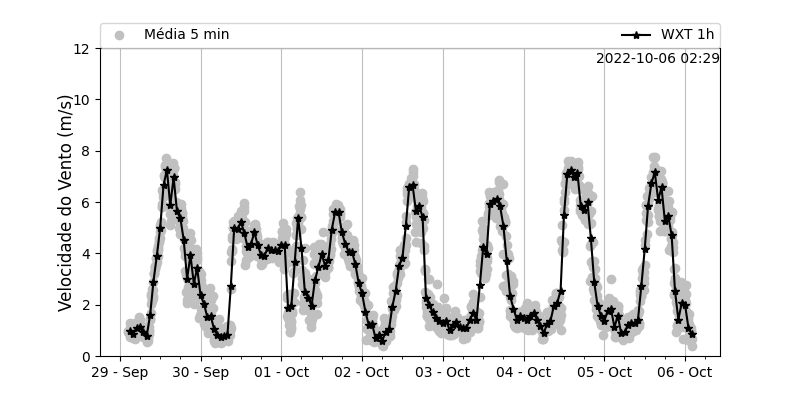 Média 5 min
WXT 1h
2022-10-06 02:29
Velocidade do Vento (m/s)
12
10
8
6
4
2
0
29 - Sep
30 - Sep
01 - Oct
02 - Oct
03 - Oct
04 - Oct
05 - Oct
06 - Oct